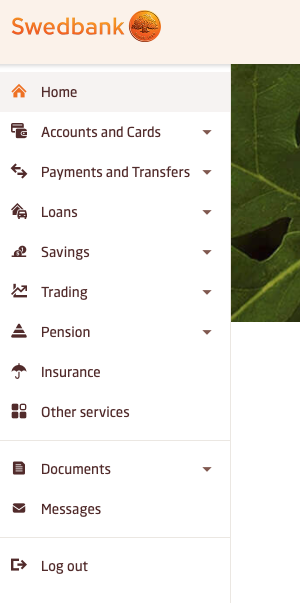 Swedbank
Home
Accounts and Cards
Payments and Transfers
Loans
Savings
Trading
Pension
Insurance
Other services
Documents
Messages
Log out